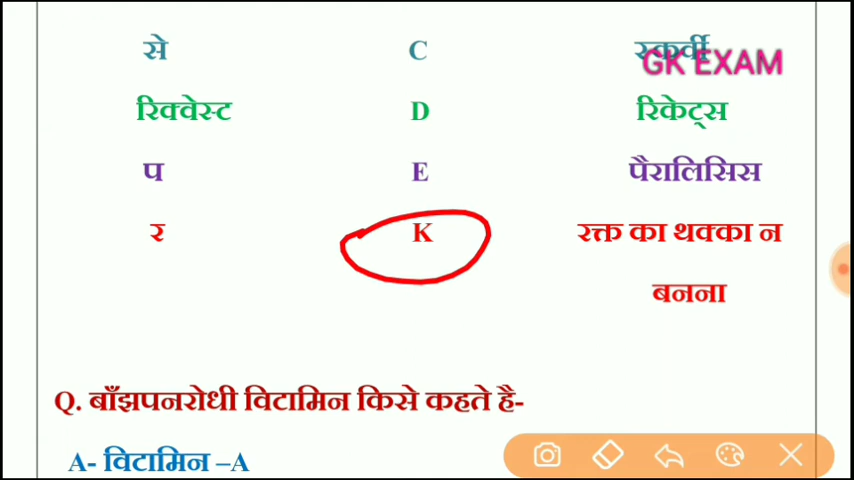 से C स्कर्वी
GK EXAM
रिक्वेस्ट D रिकेट्स
प E पैरालिसिस
र K रक्त का थक्का न
बनना
Q. बाँझपनरोधी विटामिन किसे कहते है-
A- विटामिन –A